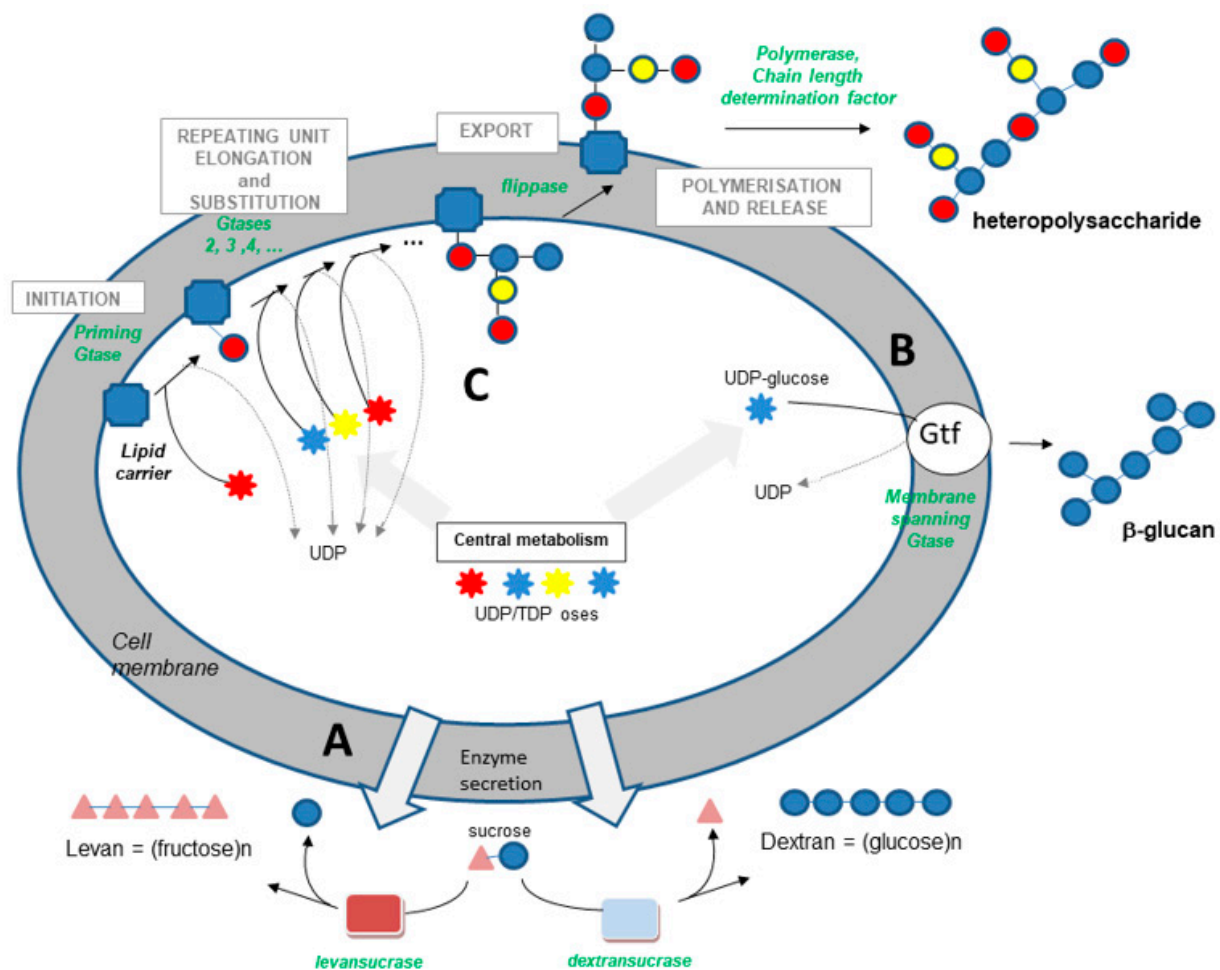 Polymerase,
Chain length
determination factor
EXPORT
REPEATING UNIT
ELONGATION
and
SUBSTITUTION
Gtases
2, 3 ,4, ...
flippase
POLYMERISATION
AND RELEASE
heteropolysaccharide
...
INITIATION
Priming
Gtase
C
B
UDP-glucose
Gtf
Lipid
carrier
UDP
UDP
Membrane
spanning
Gtase
β-glucan
Central metabolism
UDP/TDP oses
Cell
membrane
A
Enzyme
secretion
Levan = (fructose)n
sucrose
Dextran = (glucose)n
levansucrase
dextransucrase